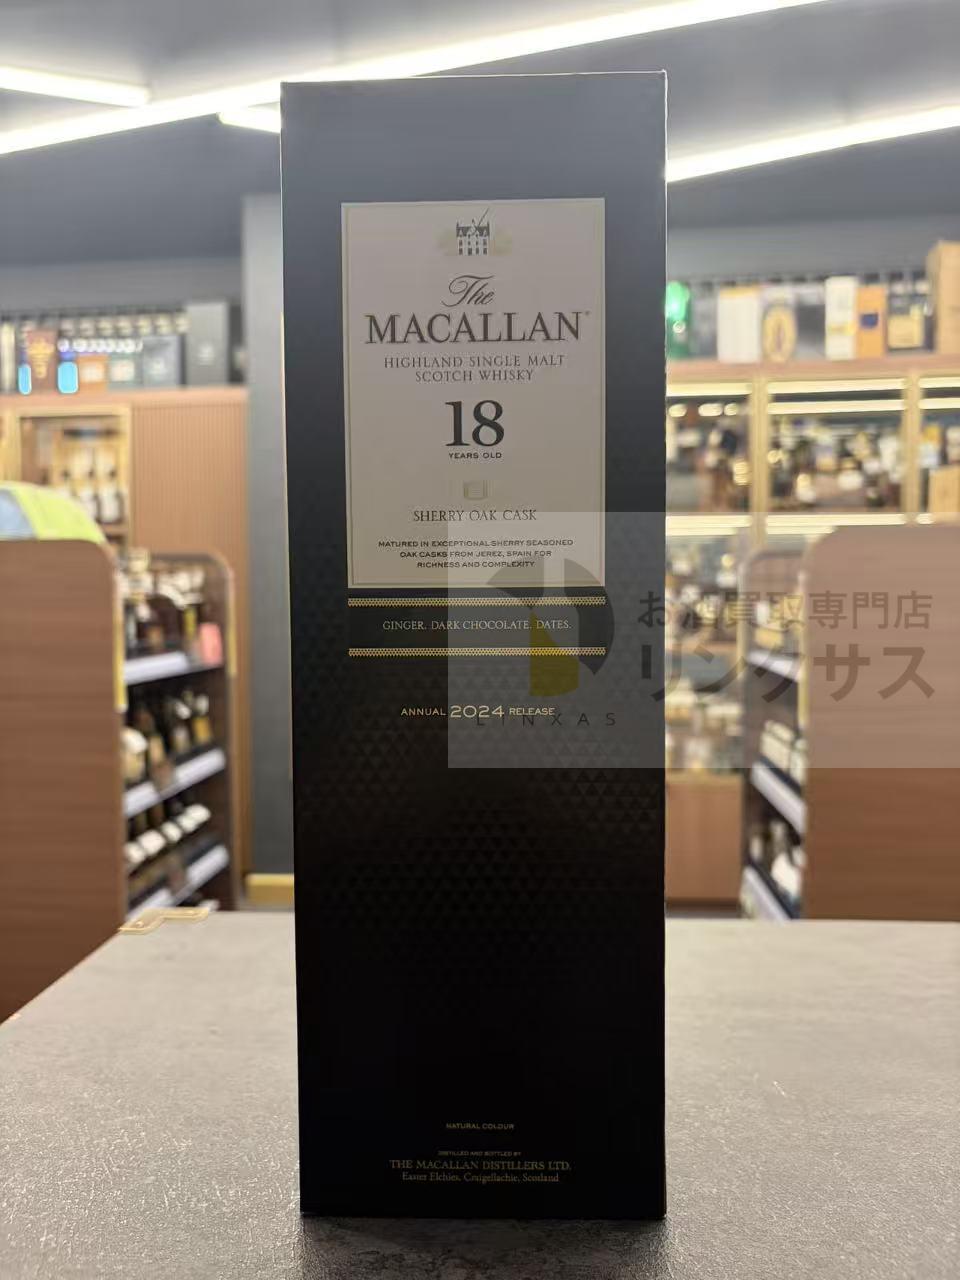 The
MACALLAN
HIGHLAND SINGLE MALT
SCOTCH WHISKY
18
YEARS OLD
SHERRY OAK CASK
MATURED IN EXCEPTIONAL SHERRY SEASONED
OAK CASKS FROM JEREZ, SPAIN FOR
RICHNESS AND COMPLEXITY
GINGER. DARK CHOCOLATE. DATES.
ANNUAL 2024 RELEASE
お酒買取専門店
リンクサス
LINXAS
NATURAL COLOUR
DISTILLED AND BOTTLED BY
THE MACALLAN DISTILLERS LTD.
Easter Elchies, Craigellachie, Scotland